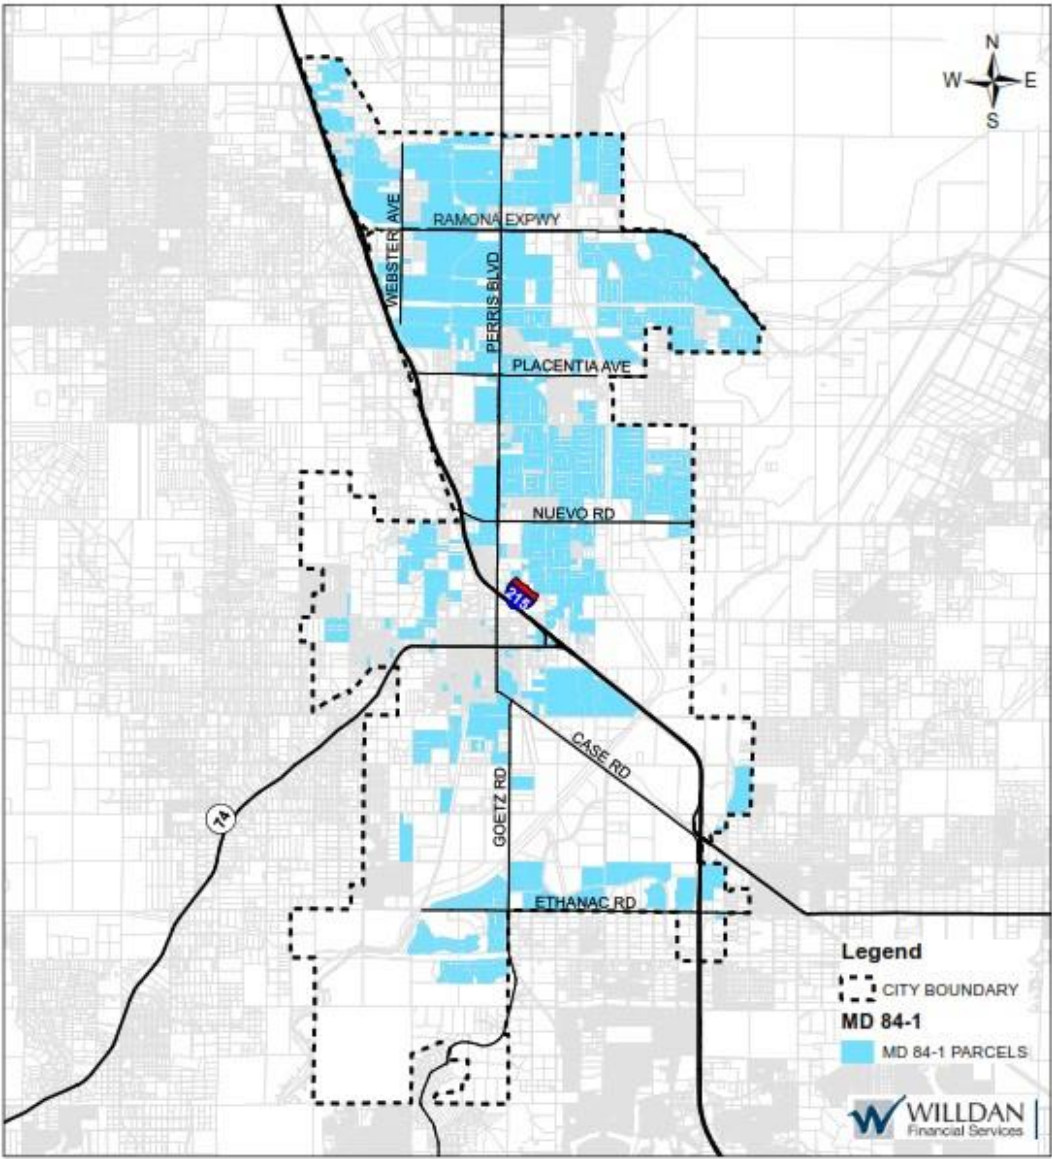 N
W E
S
WEBSTER AVE
RAMONA EXPWY
PERRIS BLVD
PLACENTIA AVE
NUEVO RD
215
CASE RD
GOETZ RD
74
ETHANAC RD
Legend
CITY BOUNDARY
MD 84-1
MD 84-1 PARCELS
WILLDAN
Financial Services